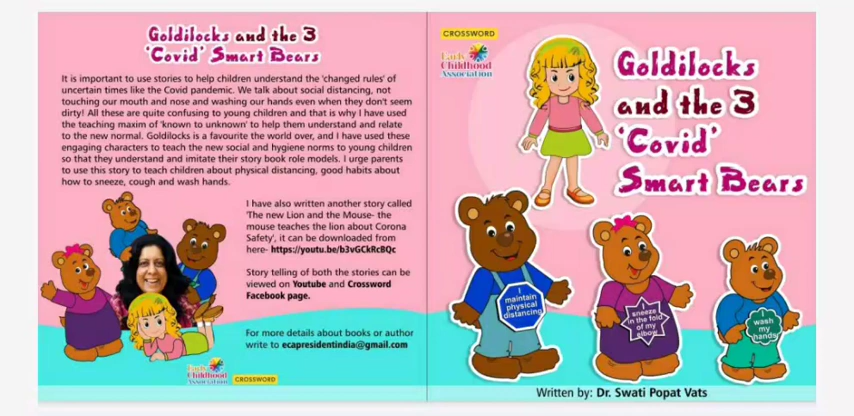 Goldilocks and the 3
'Covid' Smart Bears
It is important to use stories to help children understand the 'changed rules' of
uncertain times like the Covid pandemic. We talk about social distancing, not
touching our mouth and nose and washing our hands even when they don't seem
dirty! All these are quite confusing to young children and that is why I have used
the teaching maxim of 'known to unknown' to help them understand and relate
to the new normal. Goldilocks is a favourite the world over, and I have used these
engaging characters to teach the new social and hygiene norms to young children
so that they understand and imitate their story book role models. I urge parents
to use this story to teach children about physical distancing, good habits about
how to sneeze, cough and wash hands.
I have also written another story called
'The new Lion and the Mouse- the
mouse teaches the lion about Corona
Safety', it can be downloaded from
here- https://youtu.be/b3vGCkRcBQc
Story telling of both the stories can be
viewed on Youtube and Crossword
Facebook page.
For more details about books or author
write to ecapresidentindia@gmail.com
Early
Childhood
Association
CROSSWORD
CROSSWORD
Early
Childhood
Association
Goldilocks
and the 3
'Covid'
Smart Bears
I
maintain
physical
distancing
sneeze
in the fold
of my
elbow
I
wash
my
hands
Written by: Dr. Swati Popat Vats